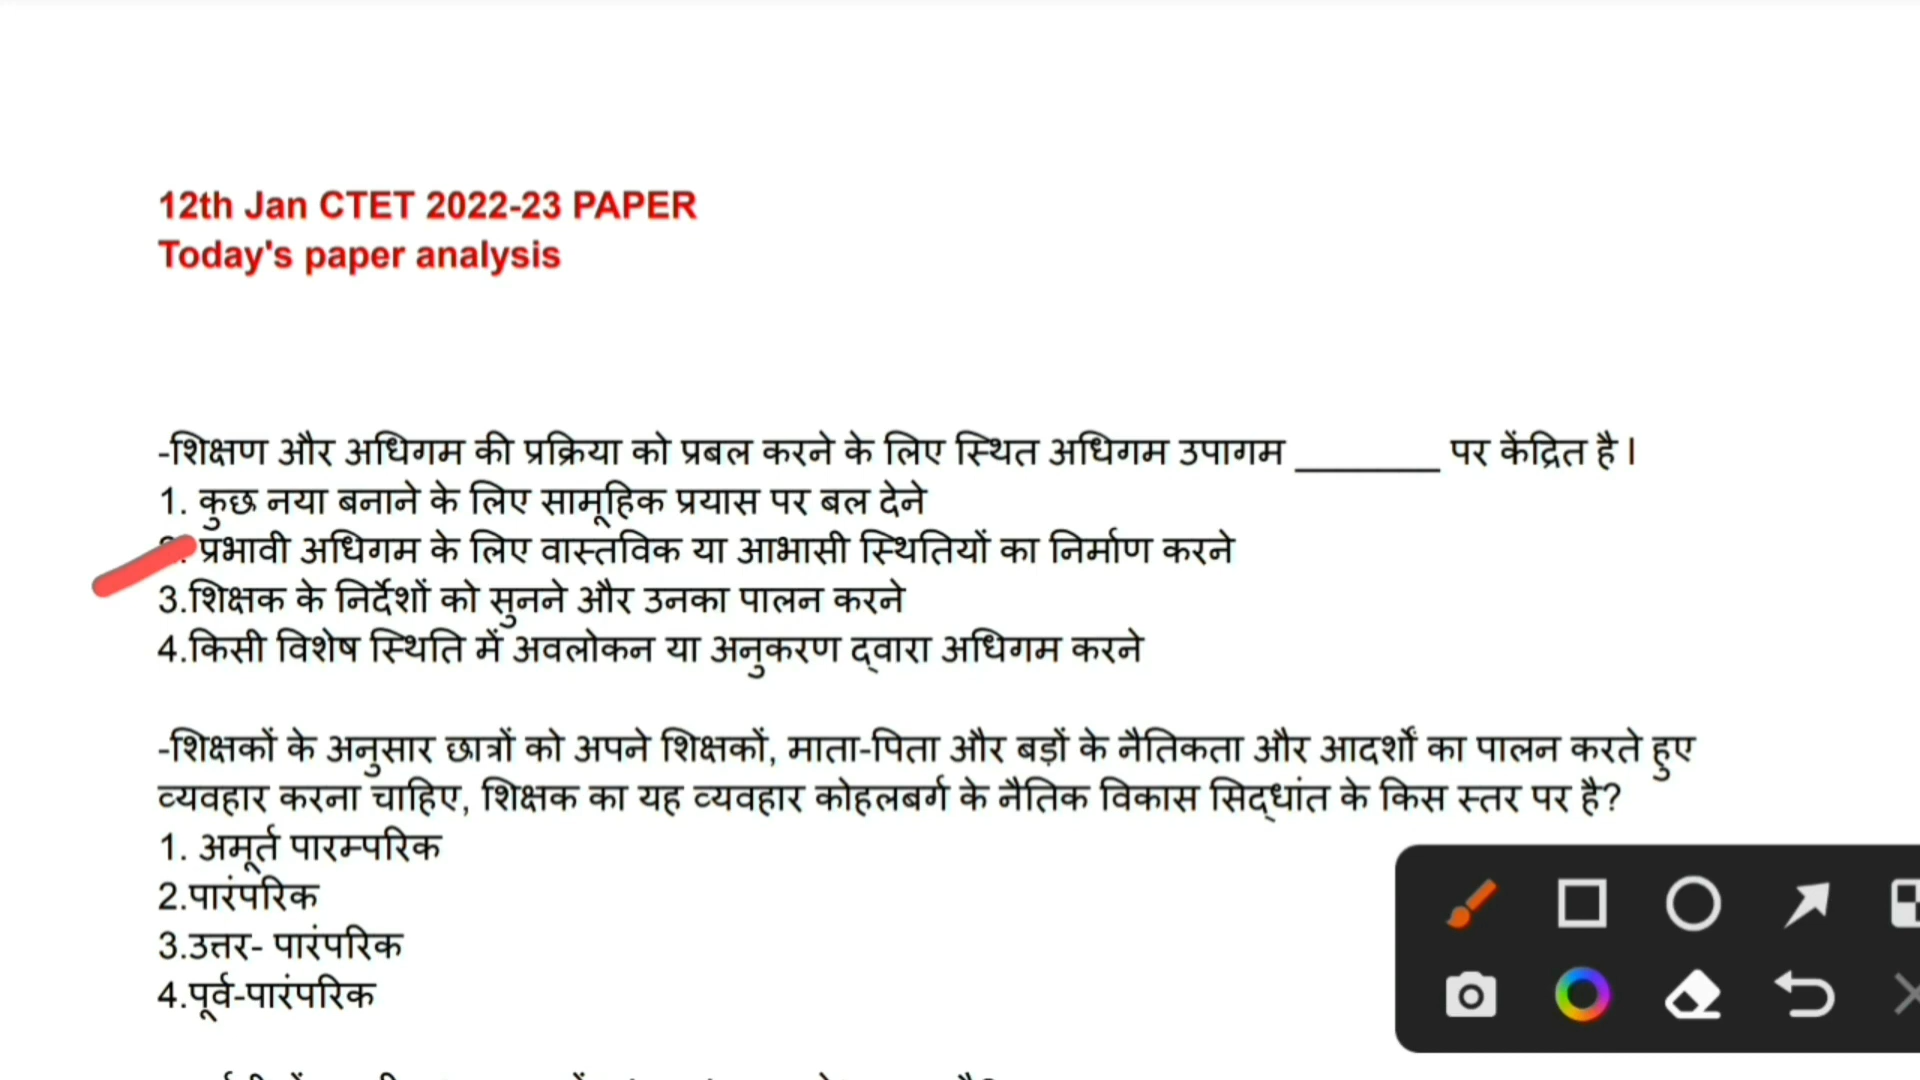 12th Jan CTET 2022-23 PAPER
Today's paper analysis
-शिक्षण और अधिगम की प्रक्रिया को प्रबल करने के लिए स्थित अधिगम उपागम ________ पर केंद्रित है।
1. कुछ नया बनाने के लिए सामूहिक प्रयास पर बल देने
प्रभावी अधिगम के लिए वास्तविक या आभासी स्थितियों का निर्माण करने
3.शिक्षक के निर्देशों को सुनने और उनका पालन करने
4.किसी विशेष स्थिति में अवलोकन या अनुकरण द्वारा अधिगम करने
-शिक्षकों के अनुसार छात्रों को अपने शिक्षकों, माता-पिता और बड़ों के नैतिकता और आदर्शों का पालन करते हुए
व्यवहार करना चाहिए, शिक्षक का यह व्यवहार कोहलबर्ग के नैतिक विकास सिद्धांत के किस स्तर पर है?
1. अमूर्त पारम्परिक
2.पारंपरिक
3.उत्तर- पारंपरिक
4.पूर्व-पारंपरिक